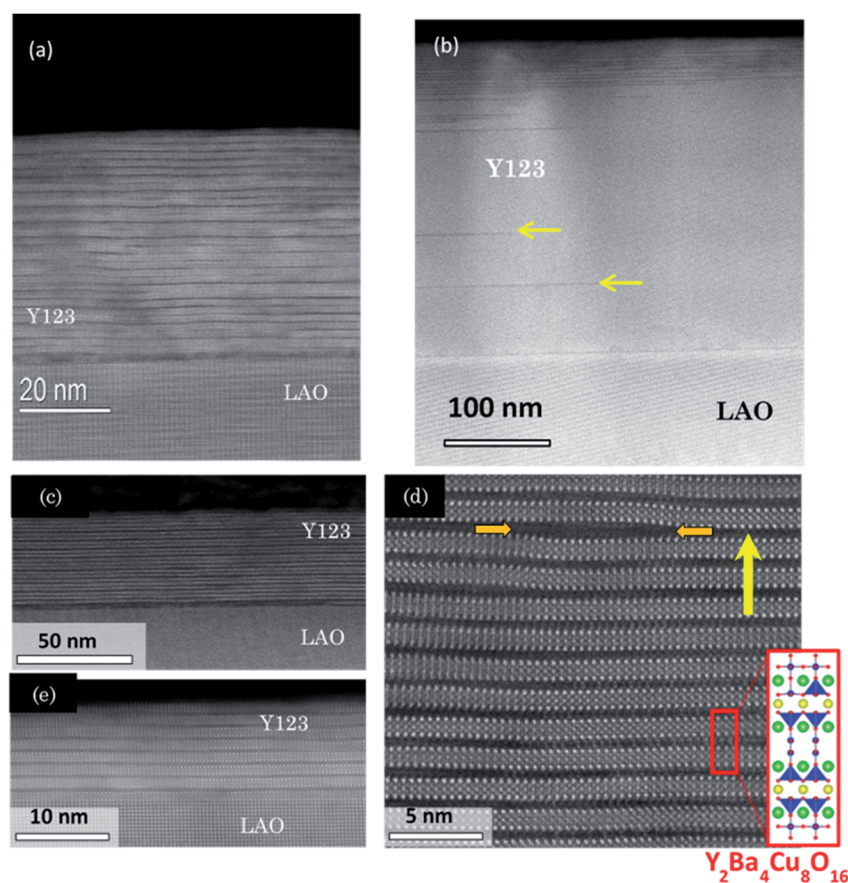 (a)
Y123
20 nm
LAO
(b)
Y123
100 nm
LAO
(c)
Y123
50 nm
LAO
(d)
5 nm
Y₂Ba₄Cu₈O₁₆
(e)
Y123
10 nm
LAO